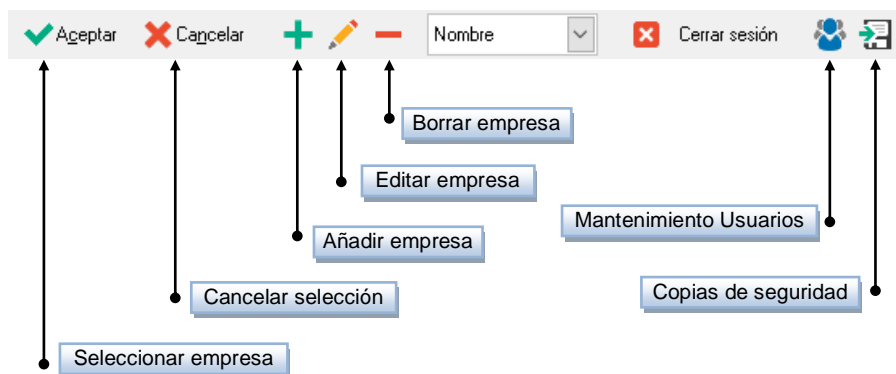 Aceptar Cancelar Nombre Cerrar sesión
Borrar empresa
Editar empresa
Mantenimiento Usuarios
Añadir empresa
Copias de seguridad
Cancelar selección
Seleccionar empresa